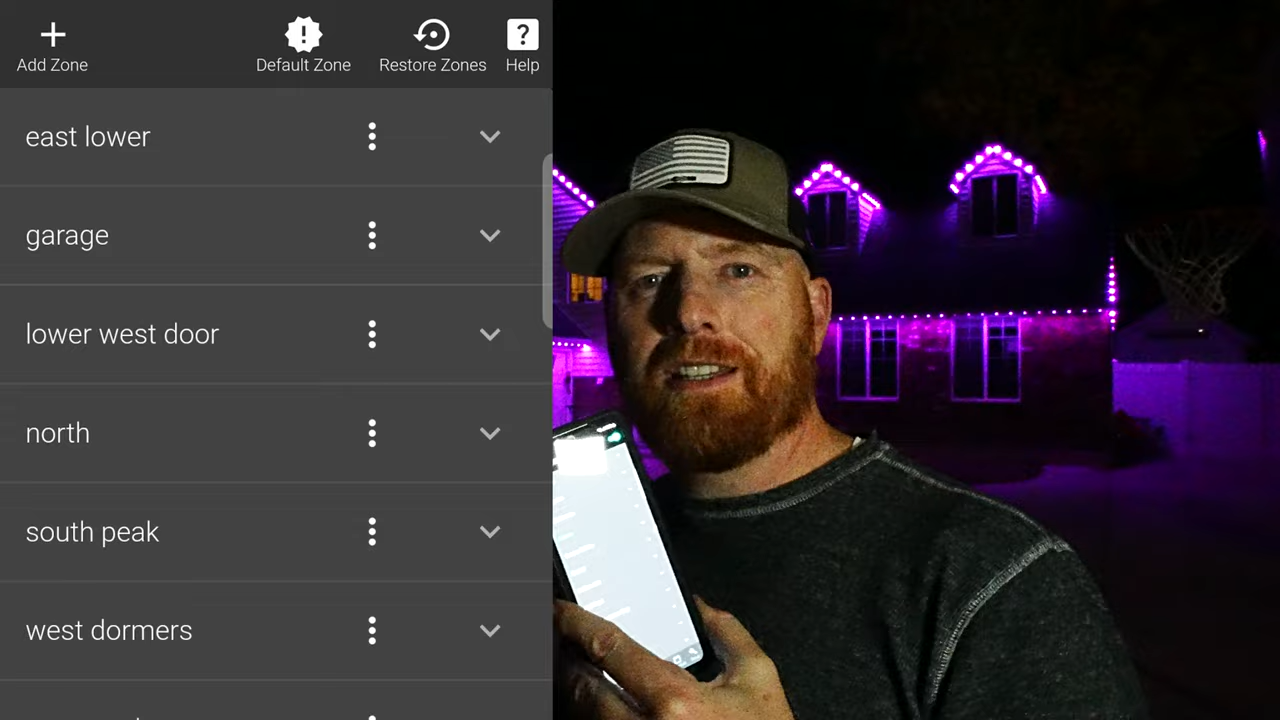 Add Zone
Default Zone
Restore Zones
Help
east lower
garage
lower west door
north
south peak
west dormers